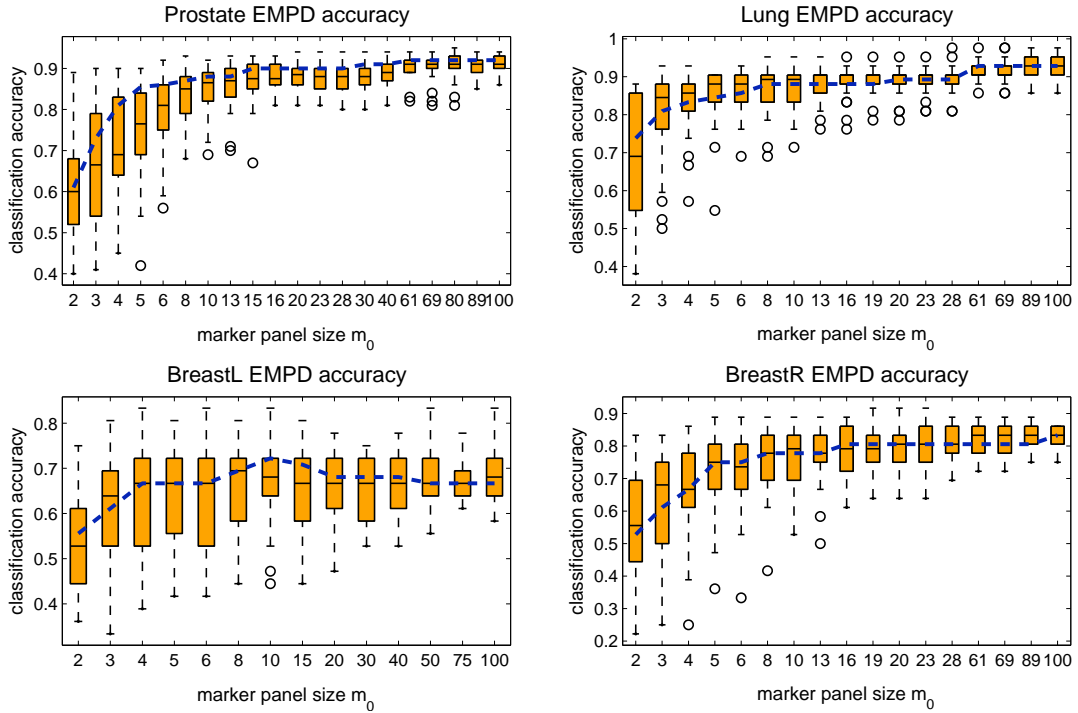 Prostate EMPD accuracy
classification accuracy
0.9
0.8
0.7
0.6
0.5
0.4
2 3 4 5 6 8 10 13 15 16 20 23 28 30 40 61 69 80 89 100
marker panel size m_0
Lung EMPD accuracy
classification accuracy
1
0.9
0.8
0.7
0.6
0.5
0.4
2 3 4 5 6 8 10 13 16 19 20 23 28 61 69 89 100
marker panel size m_0
BreastL EMPD accuracy
classification accuracy
0.8
0.7
0.6
0.5
0.4
2 3 4 5 6 8 10 15 20 30 40 50 75 100
marker panel size m_0
BreastR EMPD accuracy
classification accuracy
0.9
0.8
0.7
0.6
0.5
0.4
0.3
0.2
2 3 4 5 6 8 10 13 16 19 20 23 28 61 69 89 100
marker panel size m_0